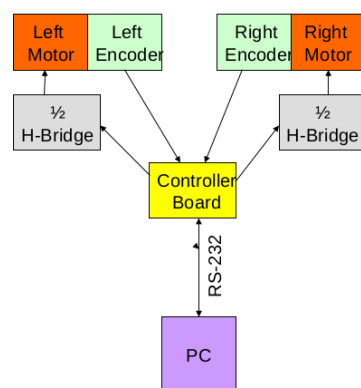 Left
Motor
Left
Encoder
Right
Encoder
Right
Motor
½
H-Bridge
½
H-Bridge
Controller
Board
RS-232
PC